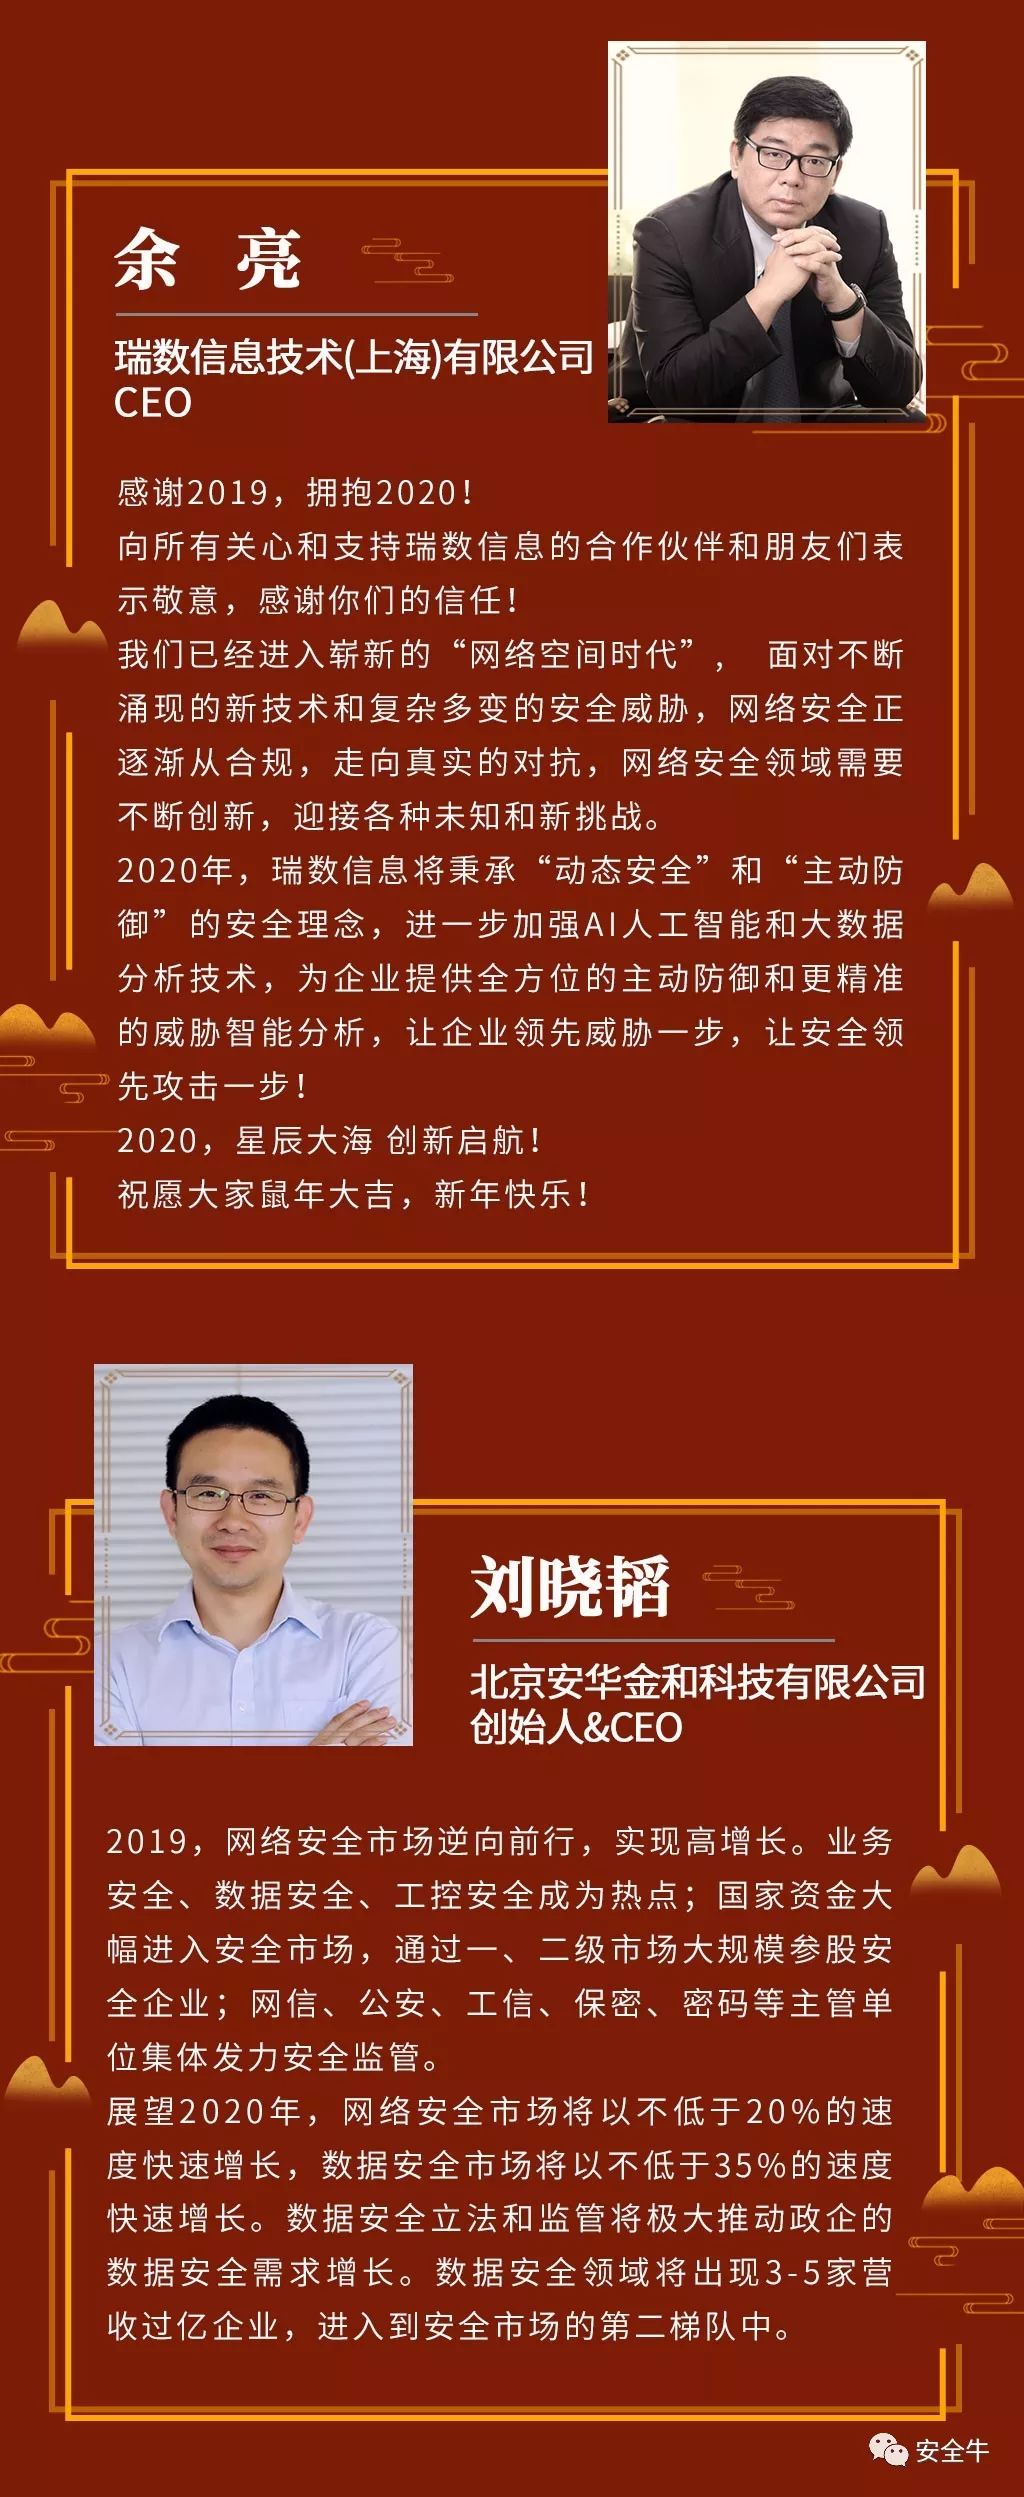 余 亮
瑞数信息技术(上海)有限公司
CEO
感谢2019，拥抱2020！
向所有关心和支持瑞数信息的合作伙伴和朋友们表
示敬意，感谢你们的信任！
我们已经进入崭新的“网络空间时代”， 面对不断
涌现的新技术和复杂多变的安全威胁，网络安全正
逐渐从合规，走向真实的对抗，网络安全领域需要
不断创新，迎接各种未知和新挑战。
2020年，瑞数信息将秉承“动态安全”和“主动防
御”的安全理念，进一步加强AI人工智能和大数据
分析技术，为企业提供全方位的主动防御和更精准
的威胁智能分析，让企业领先威胁一步，让安全领
先攻击一步！
2020，星辰大海 创新启航！
祝愿大家鼠年大吉，新年快乐！
刘晓韬
北京安华金和科技有限公司
创始人&CEO
2019，网络安全市场逆向前行，实现高增长。业务
安全、数据安全、工控安全成为热点；国家资金大
幅进入安全市场，通过一、二级市场大规模参股安
全企业；网信、公安、工信、保密、密码等主管单
位集体发力安全监管。
展望2020年，网络安全市场将以不低于20%的速
度快速增长，数据安全市场将以不低于35%的速度
快速增长。数据安全立法和监管将极大推动政企的
数据安全需求增长。数据安全领域将出现3-5家营
收过亿企业，进入到安全市场的第二梯队中。
安全牛